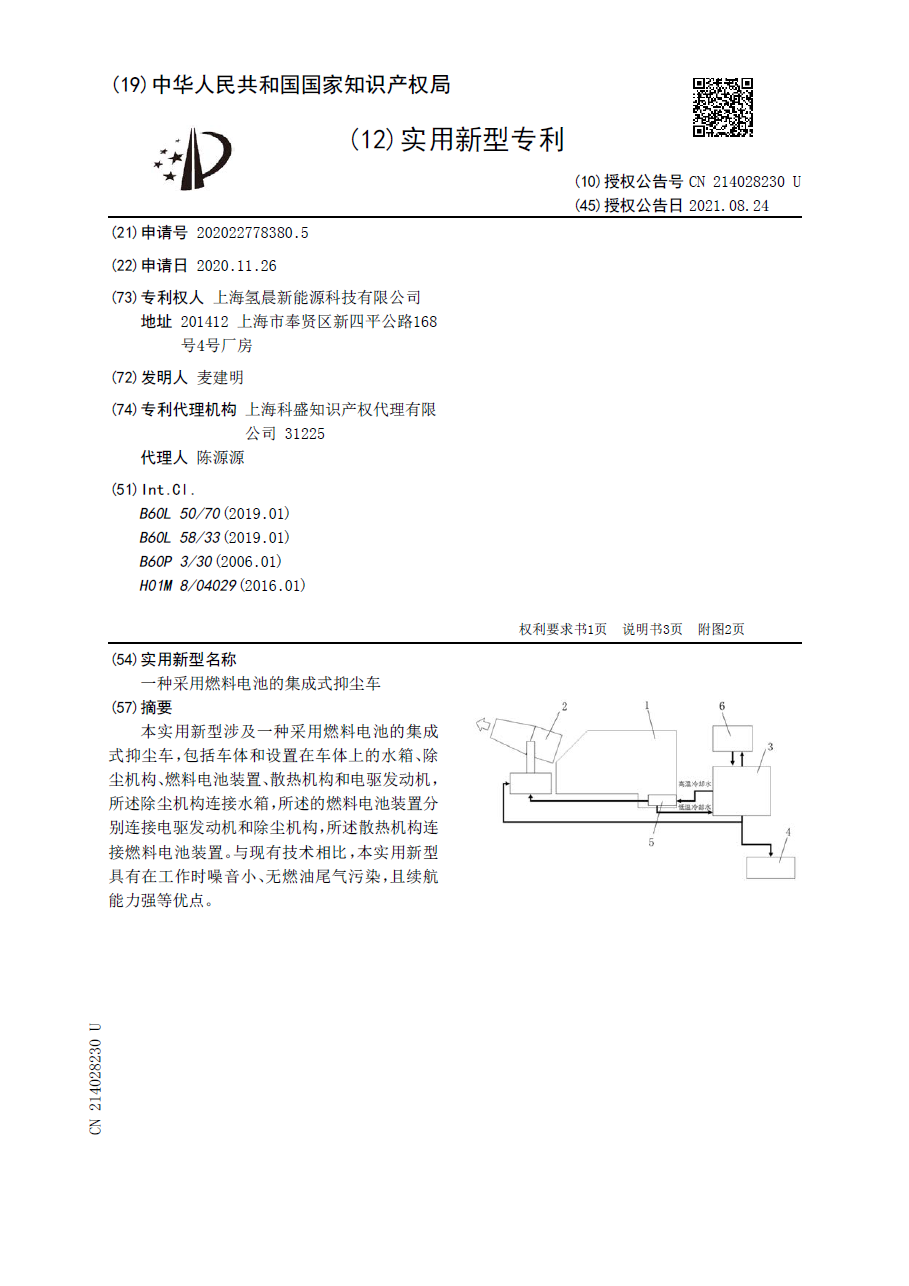 (19)中华人民共和国国家知识产权局
(12)实用新型专利
(10)授权公告号 CN 214028230 U
(45)授权公告日 2021.08.24
(21)申请号 202022778380.5
(22)申请日 2020.11.26
(73)专利权人 上海氢晨新能源科技有限公司
地址 201412 上海市奉贤区新四平公路168
号4号厂房
(72)发明人 麦建明
(74)专利代理机构 上海科盛知识产权代理有限
公司 31225
代理人 陈源源
(51)Int.Cl.
B60L 50/70(2019.01)
B60L 58/33(2019.01)
B60P 3/30(2006.01)
H01M 8/04029(2016.01)
权利要求书1页 说明书3页 附图2页
(54)实用新型名称
一种采用燃料电池的集成式抑尘车
(57)摘要
本实用新型涉及一种采用燃料电池的集成
式抑尘车,包括车体和设置在车体上的水箱、除
尘机构、燃料电池装置、散热机构和电驱发动机,
所述除尘机构连接水箱,所述的燃料电池装置分
别连接电驱发动机和除尘机构,所述散热机构连
接燃料电池装置。与现有技术相比,本实用新型
具有在工作时噪音小、无燃油尾气污染,且续航
能力强等优点。
2
1
6
3
高温冷却水
低温冷却水
5
4
CN 214028230 U